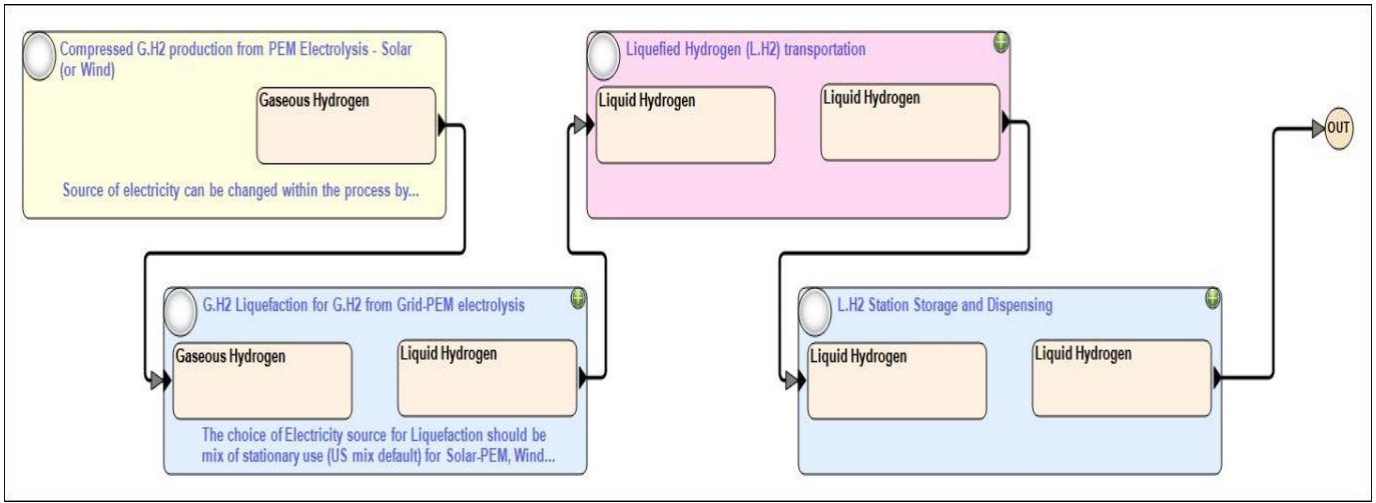 Compressed G.H2 production from PEM Electrolysis - Solar
(or Wind)
Gaseous Hydrogen
Source of electricity can be changed within the process by...
G.H2 Liquefaction for G.H2 from Grid-PEM electrolysis
Gaseous Hydrogen
Liquid Hydrogen
The choice of Electricity source for Liquefaction should be
mix of stationary use (US mix default) for Solar-PEM, Wind...
Liquefied Hydrogen (L.H2) transportation
Liquid Hydrogen
Liquid Hydrogen
L.H2 Station Storage and Dispensing
Liquid Hydrogen
Liquid Hydrogen
OUT